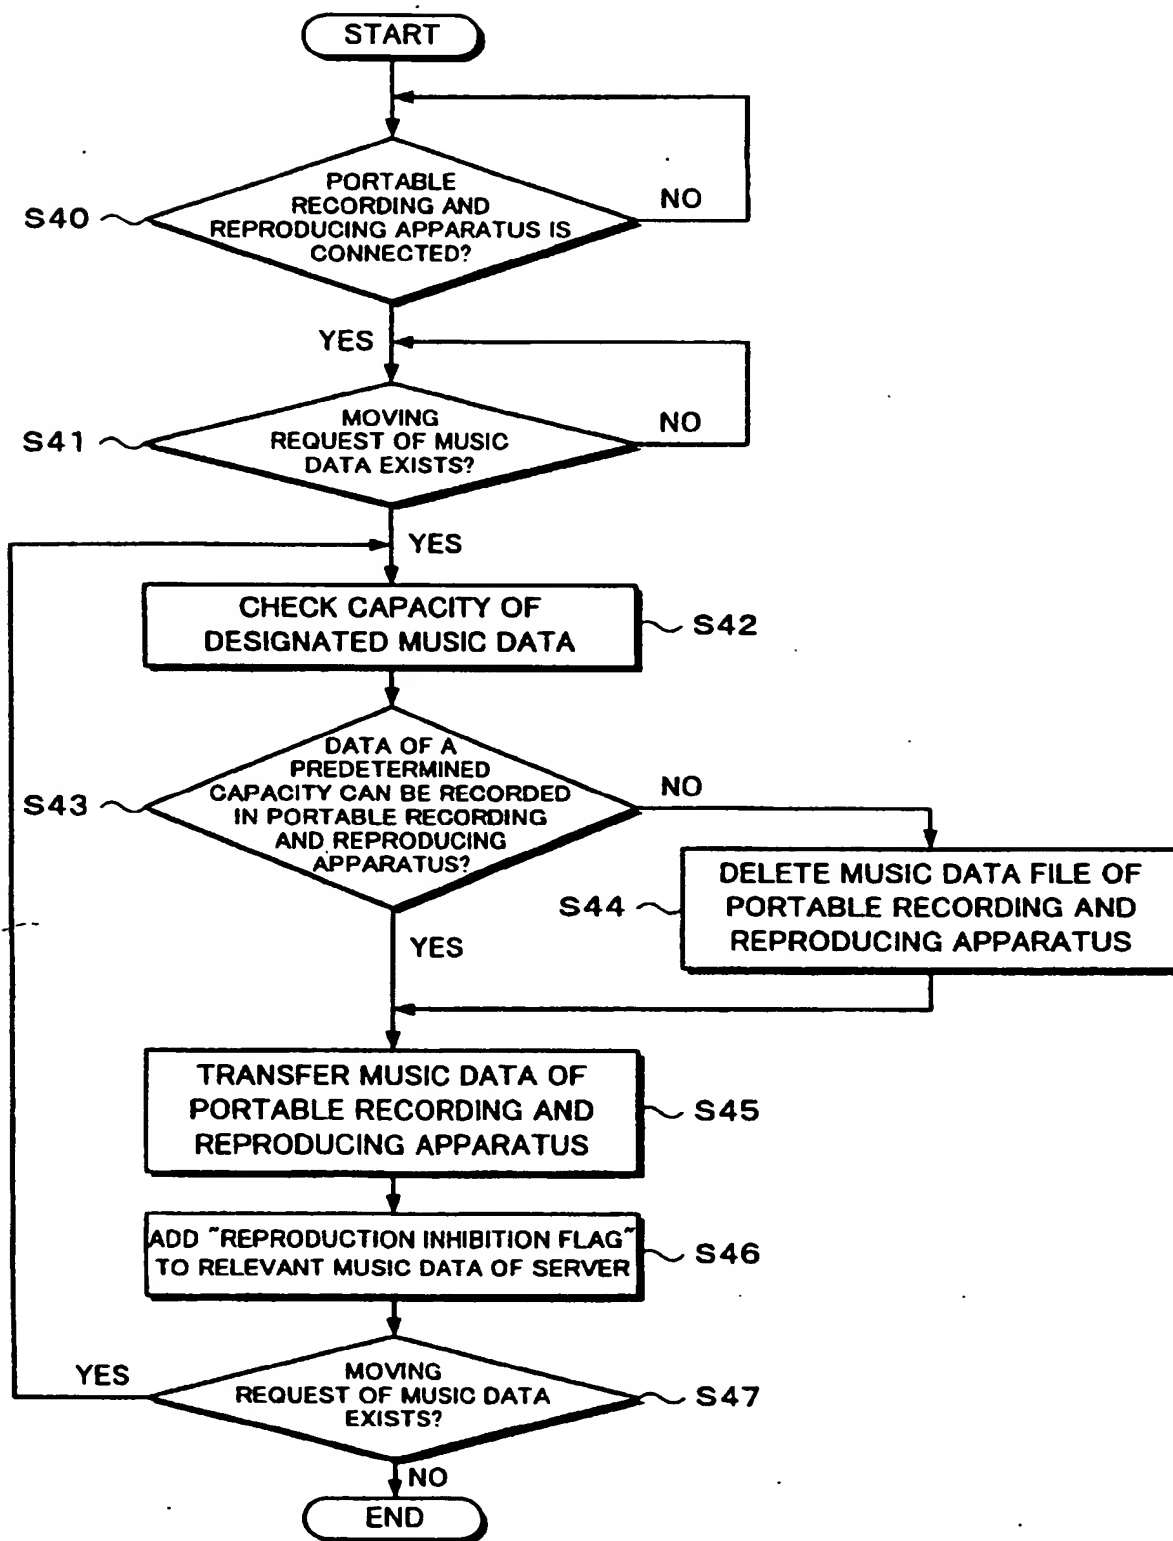 START
PORTABLE
RECORDING AND
REPRODUCING APPARATUS IS
CONNECTED?
S40
NO
YES
MOVING
REQUEST OF MUSIC
DATA EXISTS?
S41
NO
YES
CHECK CAPACITY OF
DESIGNATED MUSIC DATA
S42
DATA OF A
PREDETERMINED
CAPACITY CAN BE RECORDED
IN PORTABLE RECORDING
AND REPRODUCING
APPARATUS?
S43
NO
DELETE MUSIC DATA FILE OF
PORTABLE RECORDING AND
REPRODUCING APPARATUS
S44
YES
TRANSFER MUSIC DATA OF
PORTABLE RECORDING AND
REPRODUCING APPARATUS
S45
ADD "REPRODUCTION INHIBITION FLAG"
TO RELEVANT MUSIC DATA OF SERVER
S46
YES
MOVING
REQUEST OF MUSIC DATA
EXISTS?
S47
NO
END